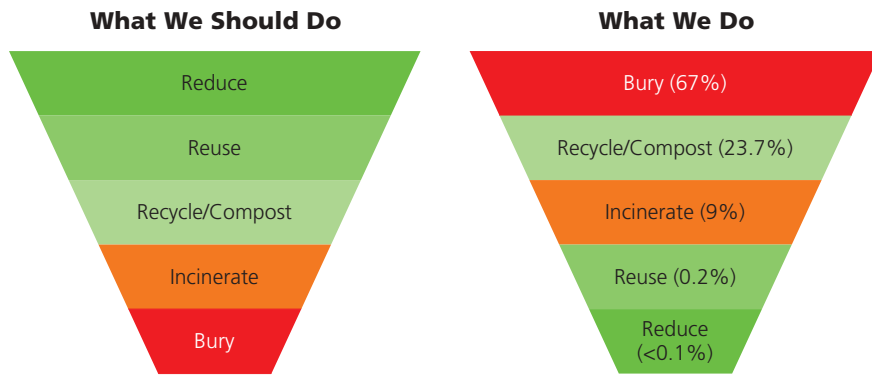 What We Should Do
Reduce
Reuse
Recycle/Compost
Incinerate
Bury
What We Do
Bury (67%)
Recycle/Compost (23.7%)
Incinerate (9%)
Reuse (0.2%)
Reduce
(<0.1%)